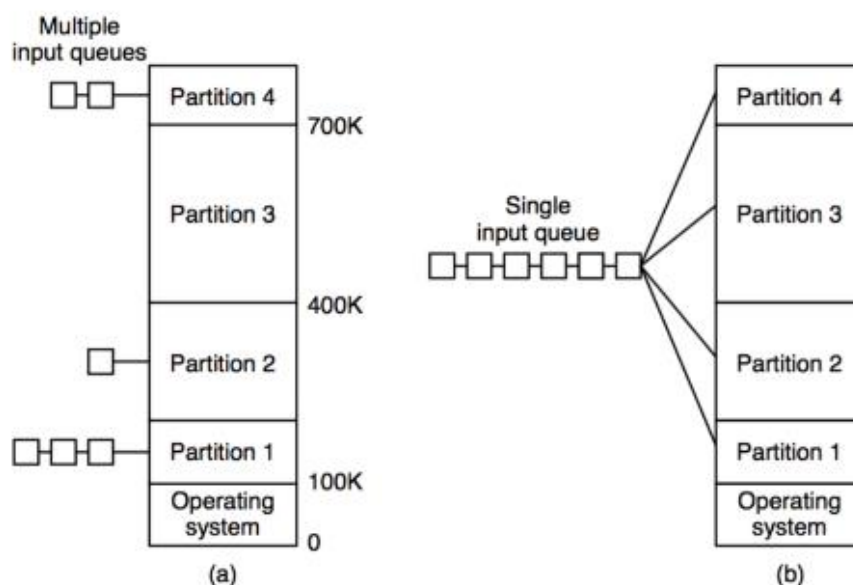 Multiple
input queues
Partition 4
700K
Partition 3
400K
Partition 2
Partition 1
100K
Operating
system
0
(a)
Single
input queue
Partition 4
Partition 3
Partition 2
Partition 1
Operating
system
(b)